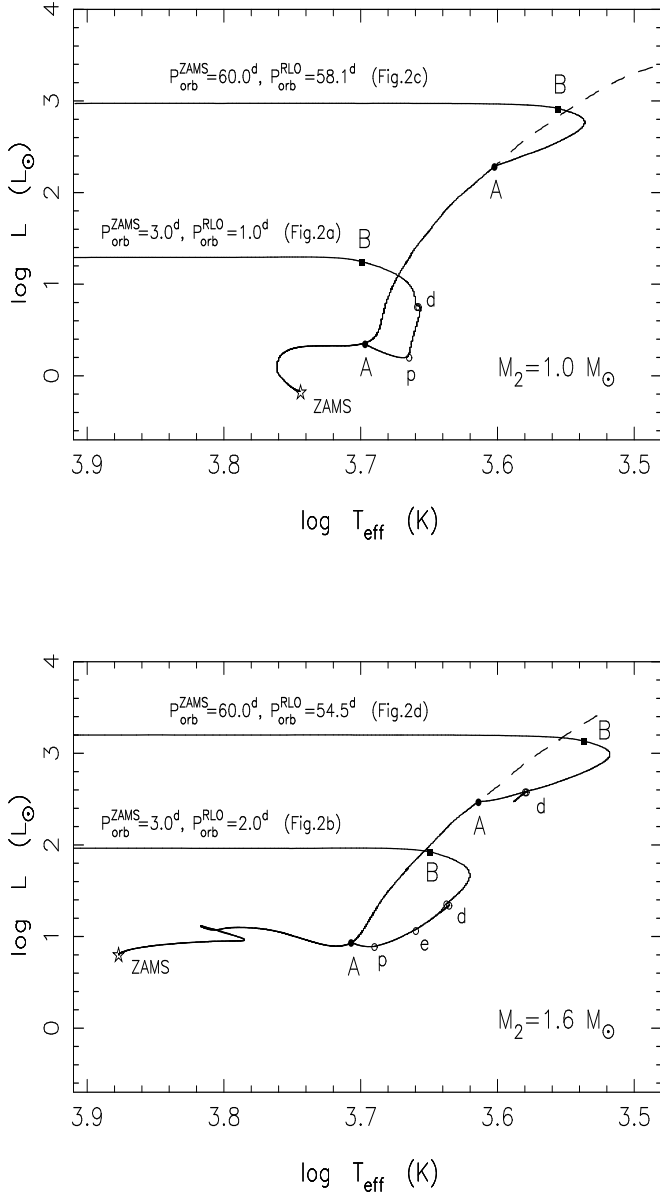 4
P_orb^ZAMS=60.0^d, P_orb^RLO=58.1^d (Fig.2c)
B
3
A
2
P_orb^ZAMS=3.0^d, P_orb^RLO=1.0^d (Fig.2a)
B
d
1
A
p
M_2=1.0 M_⊙
0
ZAMS
log L (L_⊙)
3.9 3.8 3.7 3.6 3.5
log T_eff (K)
4
P_orb^ZAMS=60.0^d, P_orb^RLO=54.5^d (Fig.2d)
B
3
A
d
2
P_orb^ZAMS=3.0^d, P_orb^RLO=2.0^d (Fig.2b)
B
d
e
1
A
p
ZAMS
M_2=1.6 M_⊙
0
log L (L_⊙)
3.9 3.8 3.7 3.6 3.5
log T_eff (K)